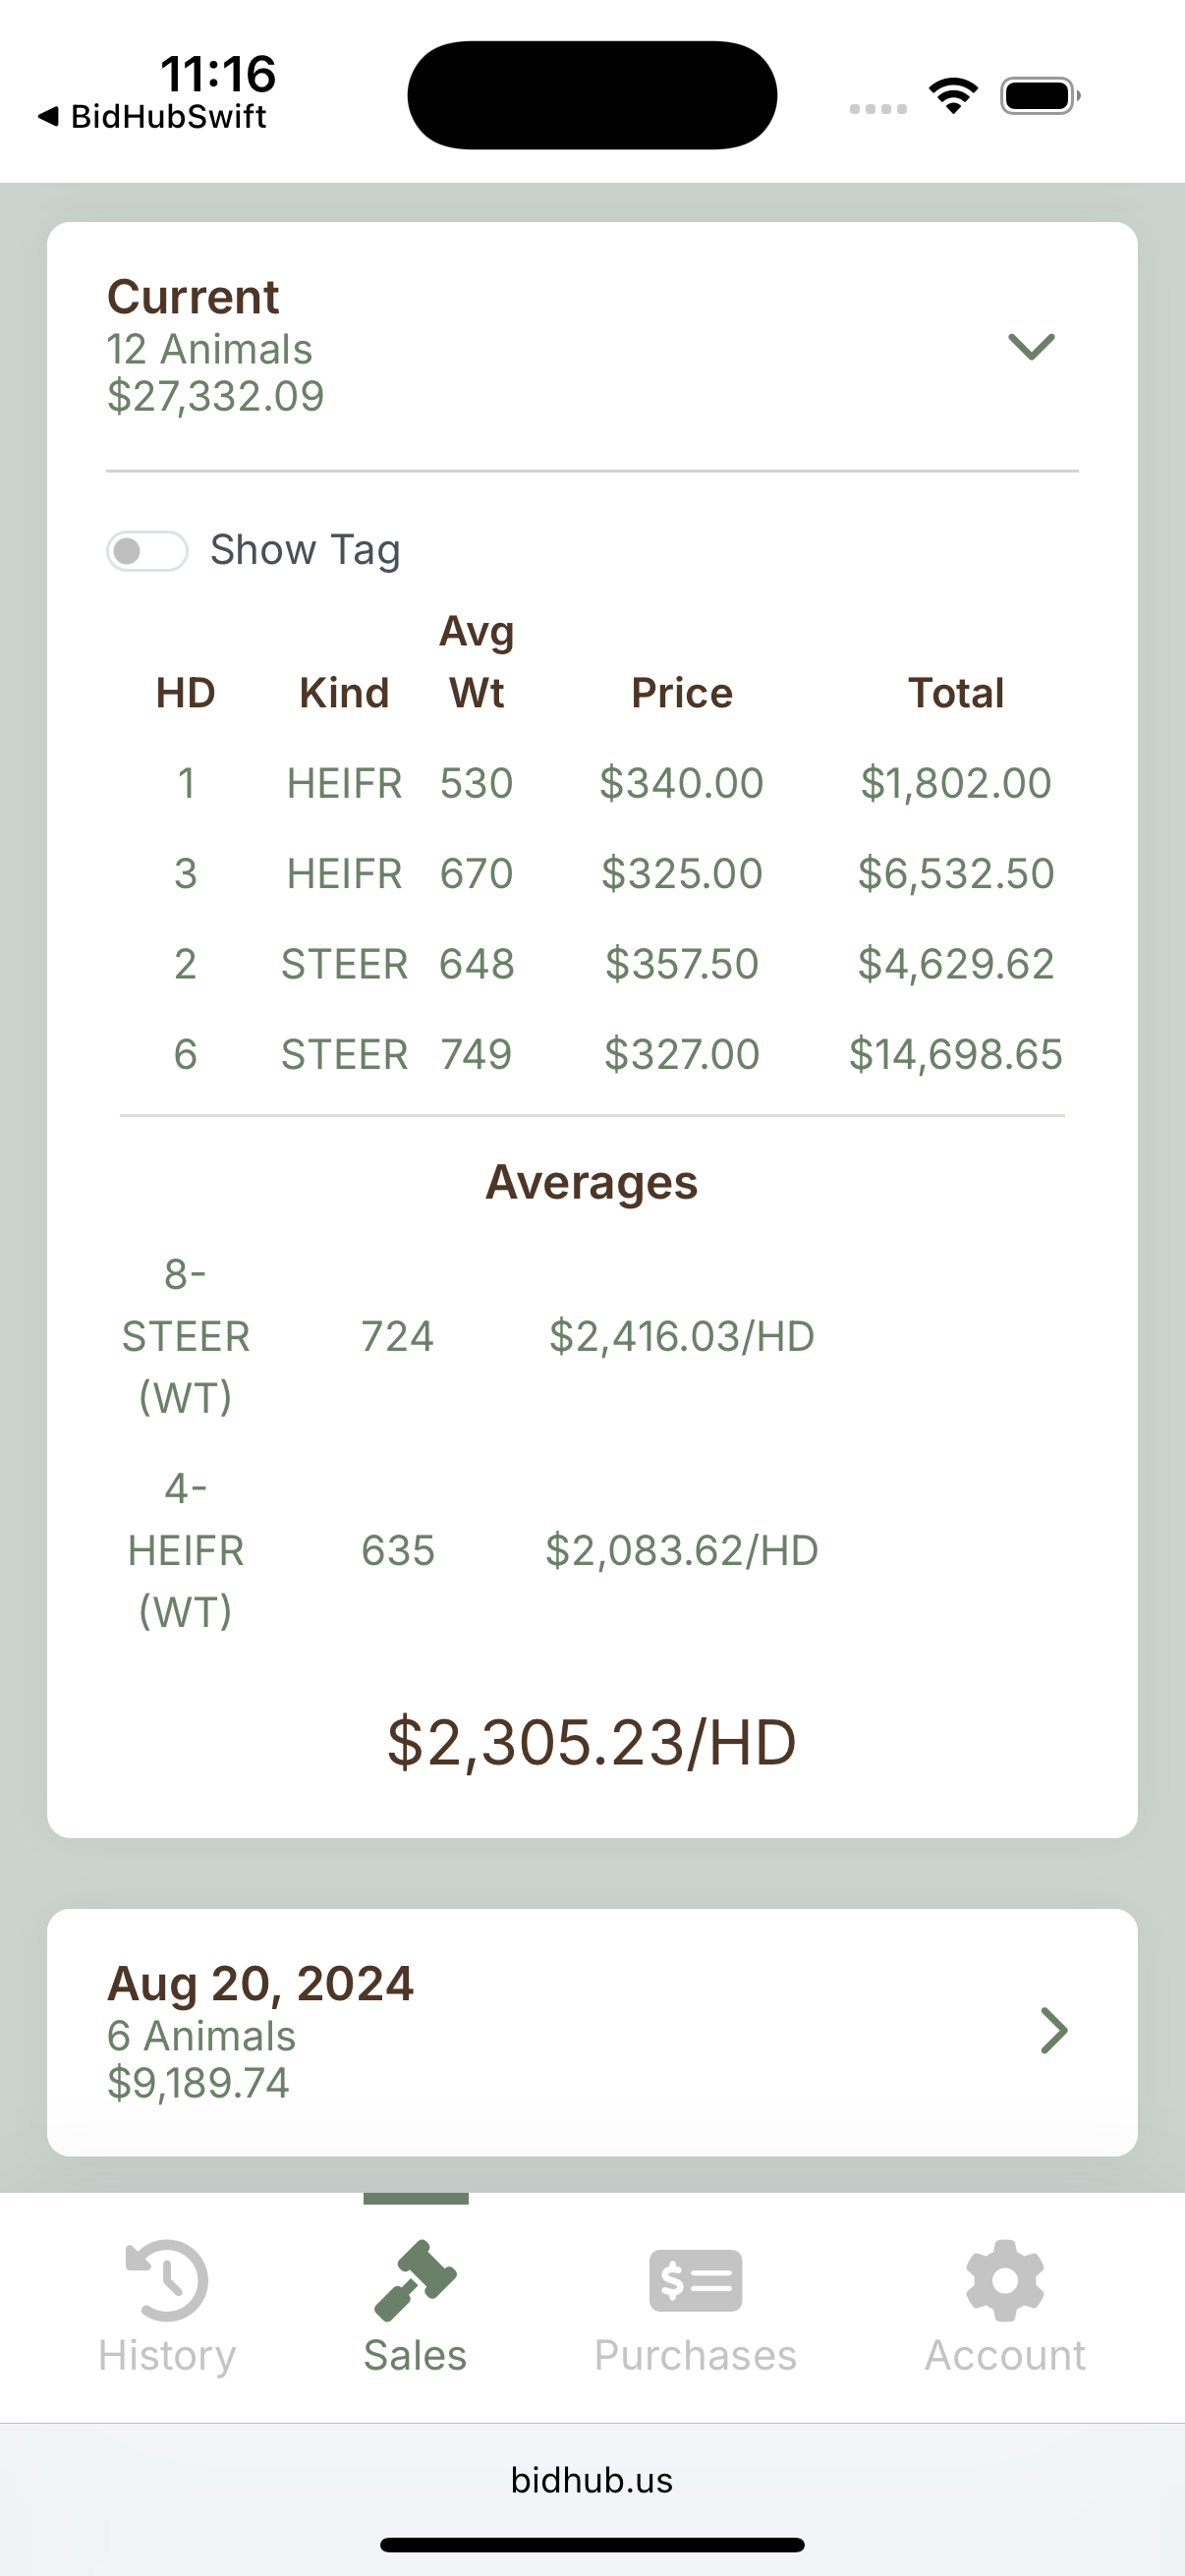 11:16
◀ BidHubSwift
Current
12 Animals
$27,332.09
Show Tag
HD Kind Avg Wt Price Total
1 HEIFR 530 $340.00 $1,802.00
3 HEIFR 670 $325.00 $6,532.50
2 STEER 648 $357.50 $4,629.62
6 STEER 749 $327.00 $14,698.65
Averages
8-STEER (WT) 724 $2,416.03/HD
4-HEIFR (WT) 635 $2,083.62/HD
$2,305.23/HD
Aug 20, 2024
6 Animals
$9,189.74
History Sales Purchases Account
bidhub.us